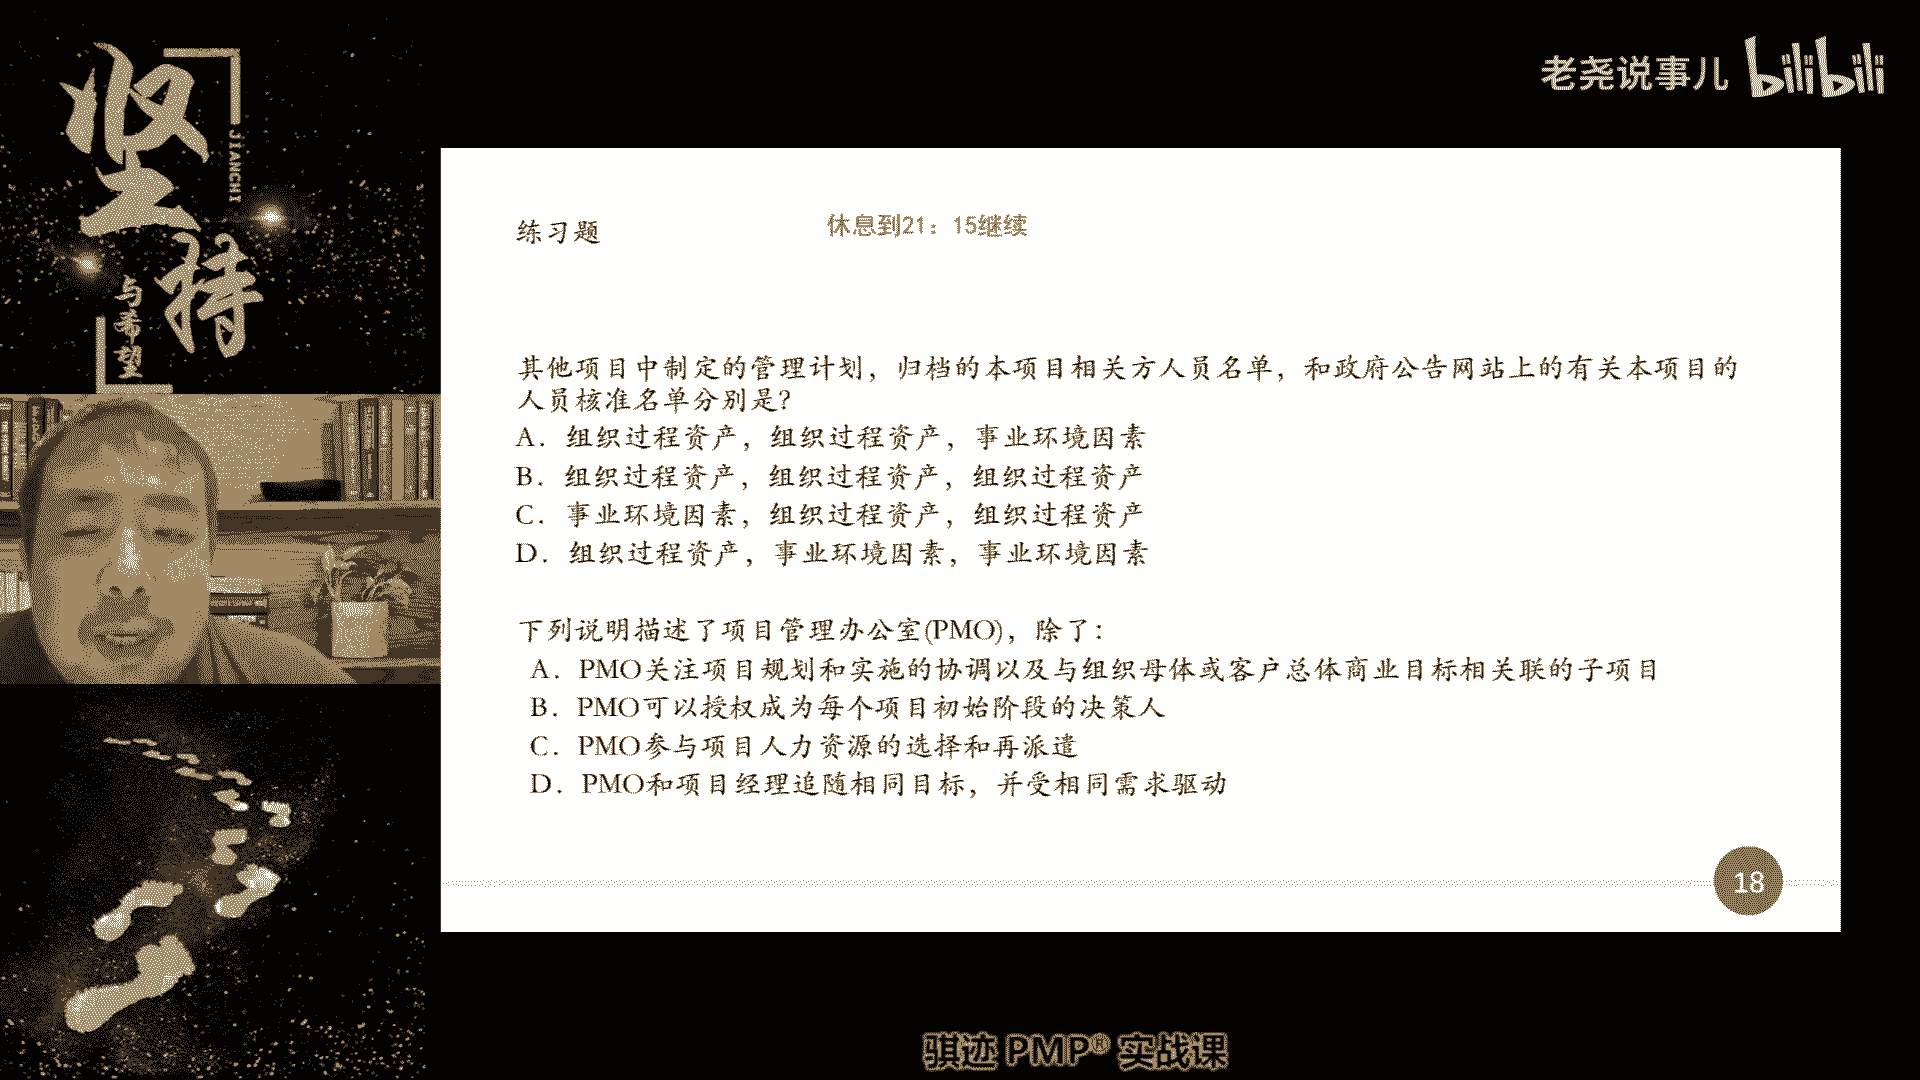 坚持
JIANCHI
与希望
老尧说事儿 bilibili
练习题
休息到21：15继续
其他项目中制定的管理计划，归档的本项目相关方人员名单，和政府公告网站上的有关本项目的
人员核准名单分别是？
A．组织过程资产，组织过程资产，事业环境因素
B．组织过程资产，组织过程资产，组织过程资产
C．事业环境因素，组织过程资产，组织过程资产
D．组织过程资产，事业环境因素，事业环境因素
下列说明描述了项目管理办公室(PMO)，除了：
A．PMO关注项目规划和实施的协调以及与组织母体或客户总体商业目标相关联的子项目
B．PMO可以授权成为每个项目初始阶段的决策人
C．PMO参与项目人力资源的选择和再派遣
D．PMO和项目经理追随相同目标，并受相同需求驱动
18
骐迹 PMP® 实战课